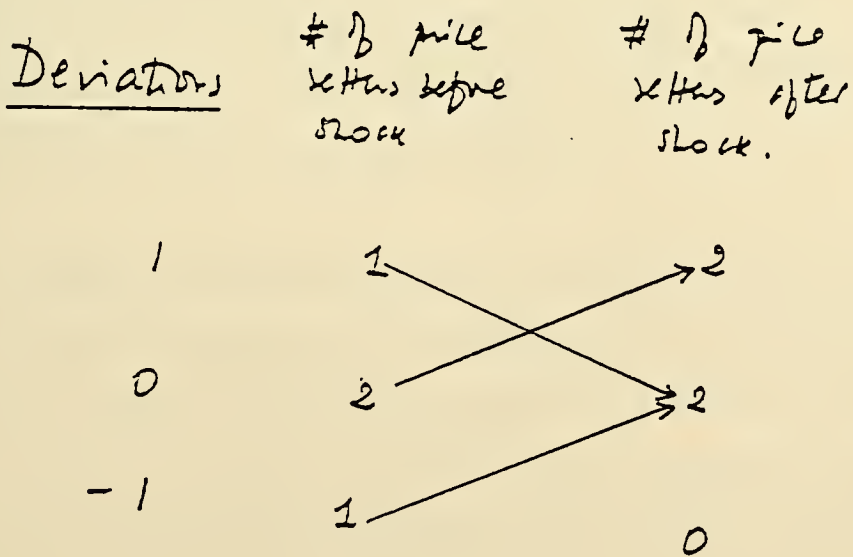 Deviations
# of price
setters before
shock
# of price
setters after
shock.
1 1 2
0 2 2
-1 1 0